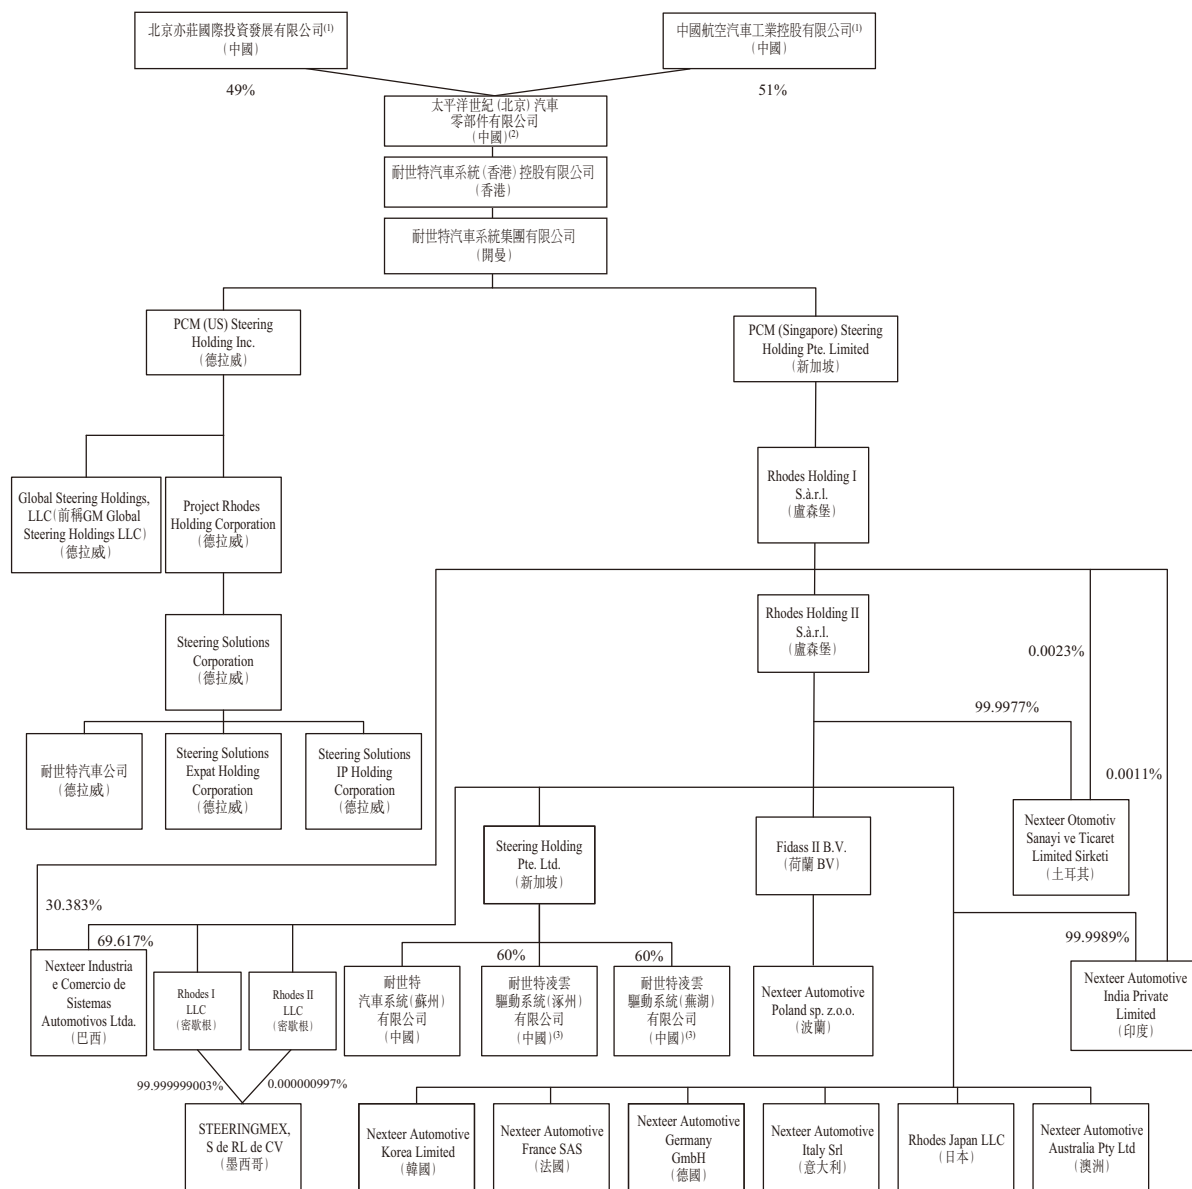 北京亦莊國際投資發展有限公司(1)
(中國)
中國航空汽車工業控股有限公司(1)
(中國)
49%
51%
太平洋世紀(北京)汽車
零部件有限公司
(中國)(2)
耐世特汽車系統(香港)控股有限公司
(香港)
耐世特汽車系統集團有限公司
(開曼)
PCM (US) Steering
Holding Inc.
(德拉威)
PCM (Singapore) Steering
Holding Pte. Limited
(新加坡)
Global Steering Holdings,
LLC(前稱GM Global
Steering Holdings LLC)
(德拉威)
Project Rhodes
Holding Corporation
(德拉威)
Rhodes Holding I
S.à.r.l.
(盧森堡)
Steering Solutions
Corporation
(德拉威)
Rhodes Holding II
S.à.r.l.
(盧森堡)
0.0023%
99.9977%
耐世特汽車公司
(德拉威)
Steering Solutions
Expat Holding
Corporation
(德拉威)
Steering Solutions
IP Holding
Corporation
(德拉威)
0.0011%
Steering Holding
Pte. Ltd.
(新加坡)
Fidass II B.V.
(荷蘭 BV)
Nexteer Otomotiv
Sanayi ve Ticaret
Limited Sirketi
(土耳其)
30.383%
69.617%
60%
60%
99.9989%
Nexteer Industria
e Comercio de
Sistemas
Automotivos Ltda.
(巴西)
Rhodes I
LLC
(密歇根)
Rhodes II
LLC
(密歇根)
耐世特
汽車系統(蘇州)
有限公司
(中國)
耐世特凌雲
驅動系統(涿州)
有限公司
(中國)(3)
耐世特凌雲
驅動系統(蕪湖)
有限公司
(中國)(3)
Nexteer Automotive
Poland sp. z.o.o.
(波蘭)
Nexteer Automotive
India Private
Limited
(印度)
99.999999003%
0.000000997%
STEERINGMEX,
S de RL de CV
(墨西哥)
Nexteer Automotive
Korea Limited
(韓國)
Nexteer Automotive
France SAS
(法國)
Nexteer Automotive
Germany
GmbH
(德國)
Nexteer Automotive
Italy Srl
(意大利)
Rhodes Japan LLC
(日本)
Nexteer Automotive
Australia Pty Ltd
(澳洲)